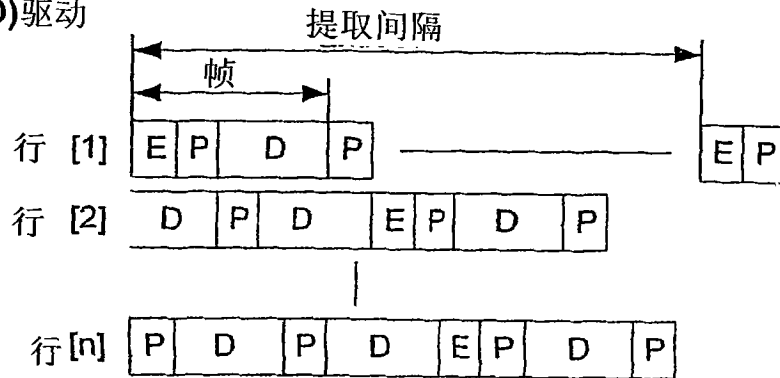 )驱动
提取间隔
帧
行 [1] E P D P E P
行 [2] D P D E P D P
行 [n] P D P D E P D P